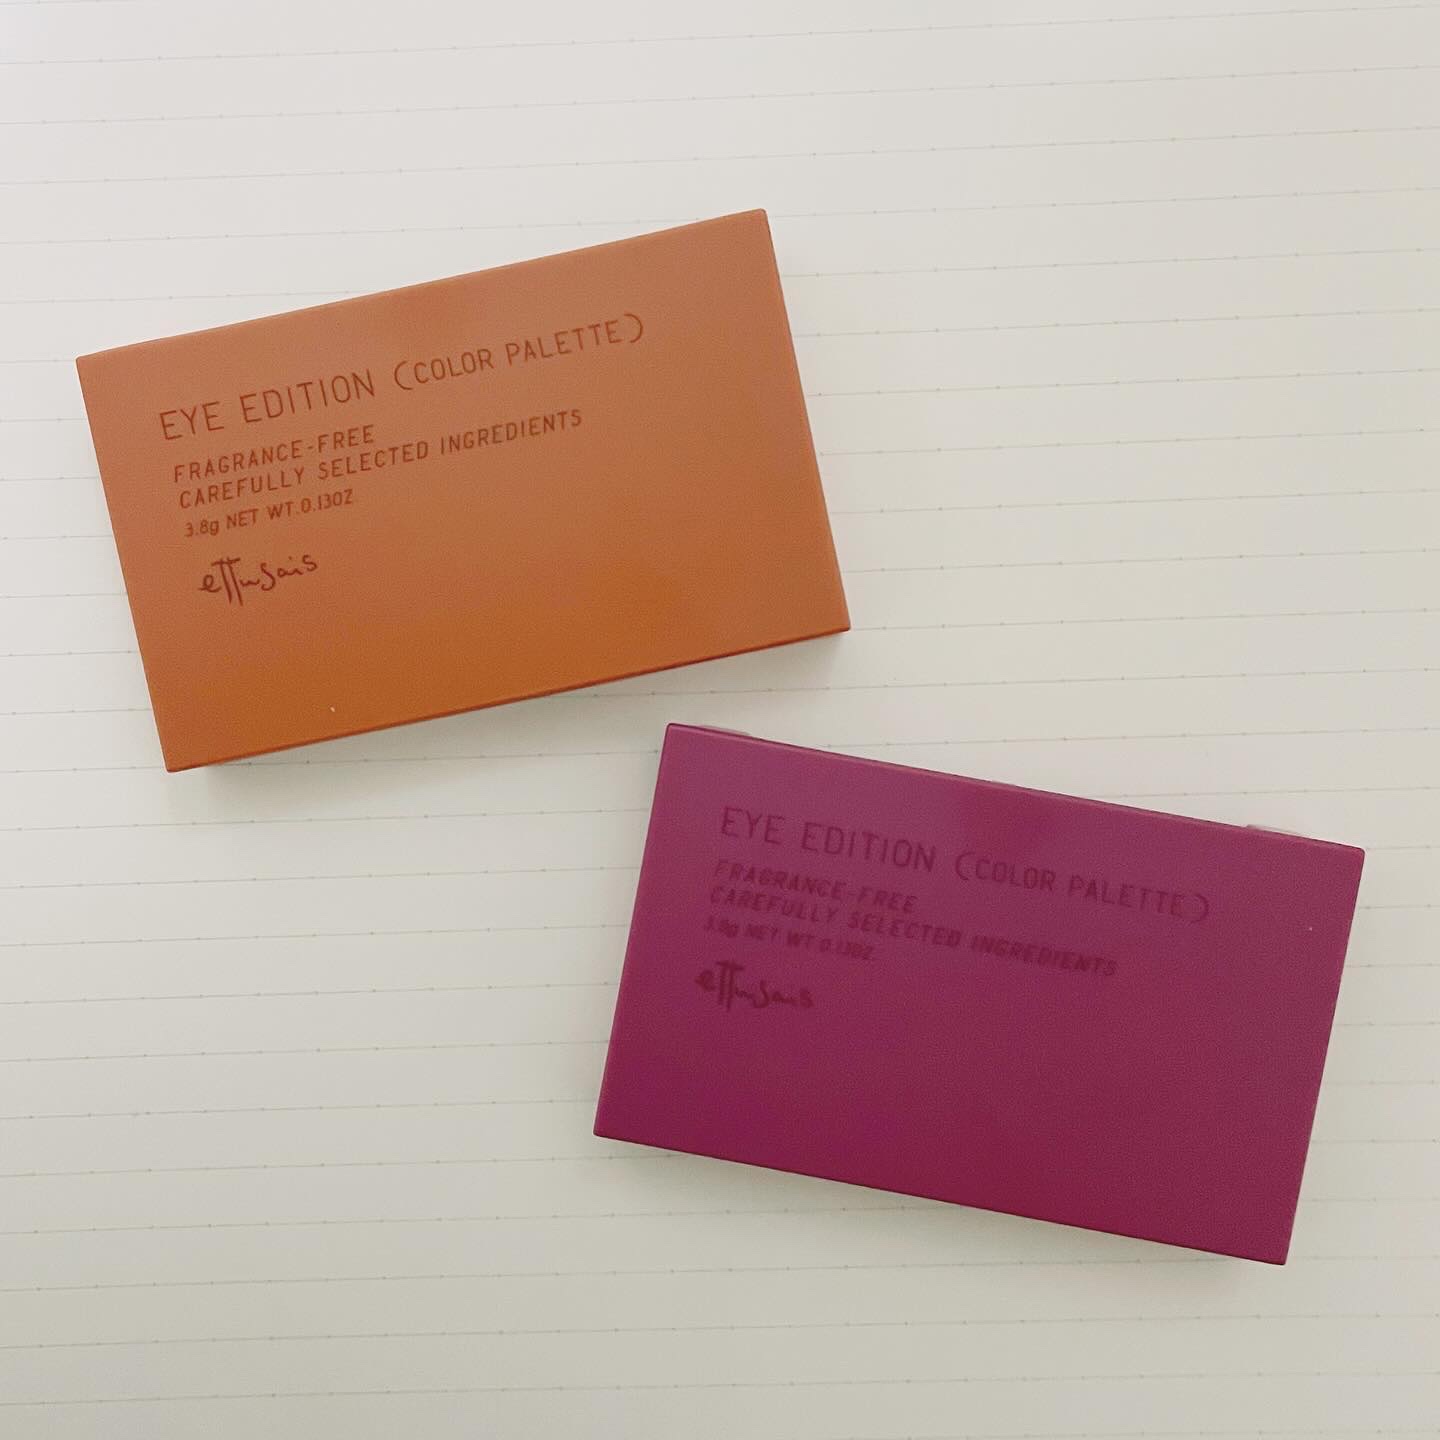 EYE EDITION (COLOR PALETTE)
FRAGRANCE-FREE
CAREFULLY SELECTED INGREDIENTS
3.8g NET WT.0.13OZ
ettusais
EYE EDITION (COLOR PALETTE)
FRAGRANCE-FREE
CAREFULLY SELECTED INGREDIENTS
3.8g NET WT.0.13OZ
ettusais